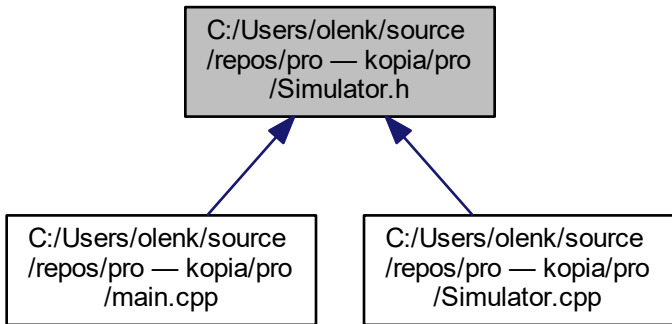 C:/Users/olenk/source
/repos/pro — kopia/pro
/Simulator.h
C:/Users/olenk/source
/repos/pro — kopia/pro
/main.cpp
C:/Users/olenk/source
/repos/pro — kopia/pro
/Simulator.cpp